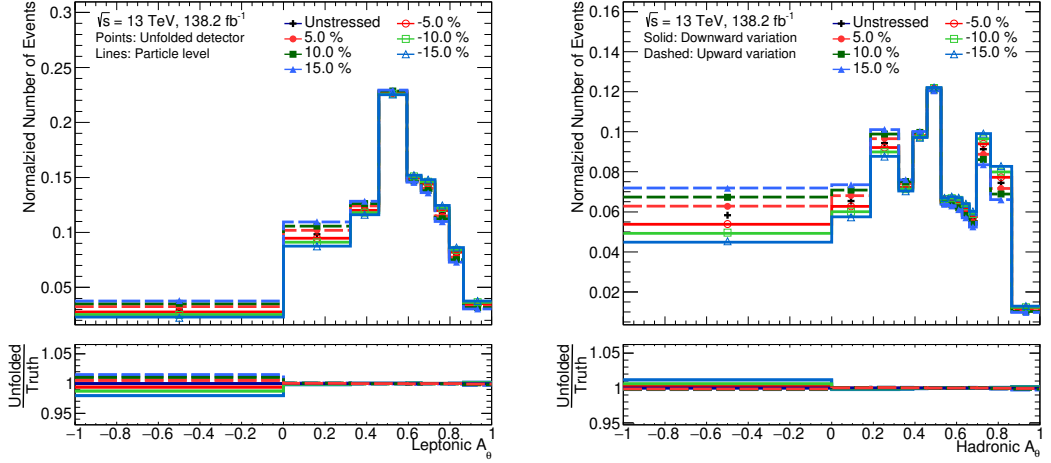 √s = 13 TeV, 138.2 fb⁻¹
Points: Unfolded detector
Lines: Particle level
Unstressed
5.0 %
10.0 %
15.0 %
-5.0 %
-10.0 %
-15.0 %
Normalzied Number of Events
0.3
0.25
0.2
0.15
0.1
0.05
Unfolded
Truth
1.05
1
0.95
−1 −0.8 −0.6 −0.4 −0.2 0 0.2 0.4 0.6 0.8 1
Leptonic A_θ
√s = 13 TeV, 138.2 fb⁻¹
Solid: Downward variation
Dashed: Upward variation
Unstressed
5.0 %
10.0 %
15.0 %
-5.0 %
-10.0 %
-15.0 %
Normalzied Number of Events
0.16
0.14
0.12
0.1
0.08
0.06
0.04
0.02
Unfolded
Truth
1.05
1
0.95
−1 −0.8 −0.6 −0.4 −0.2 0 0.2 0.4 0.6 0.8 1
Hadronic A_θ